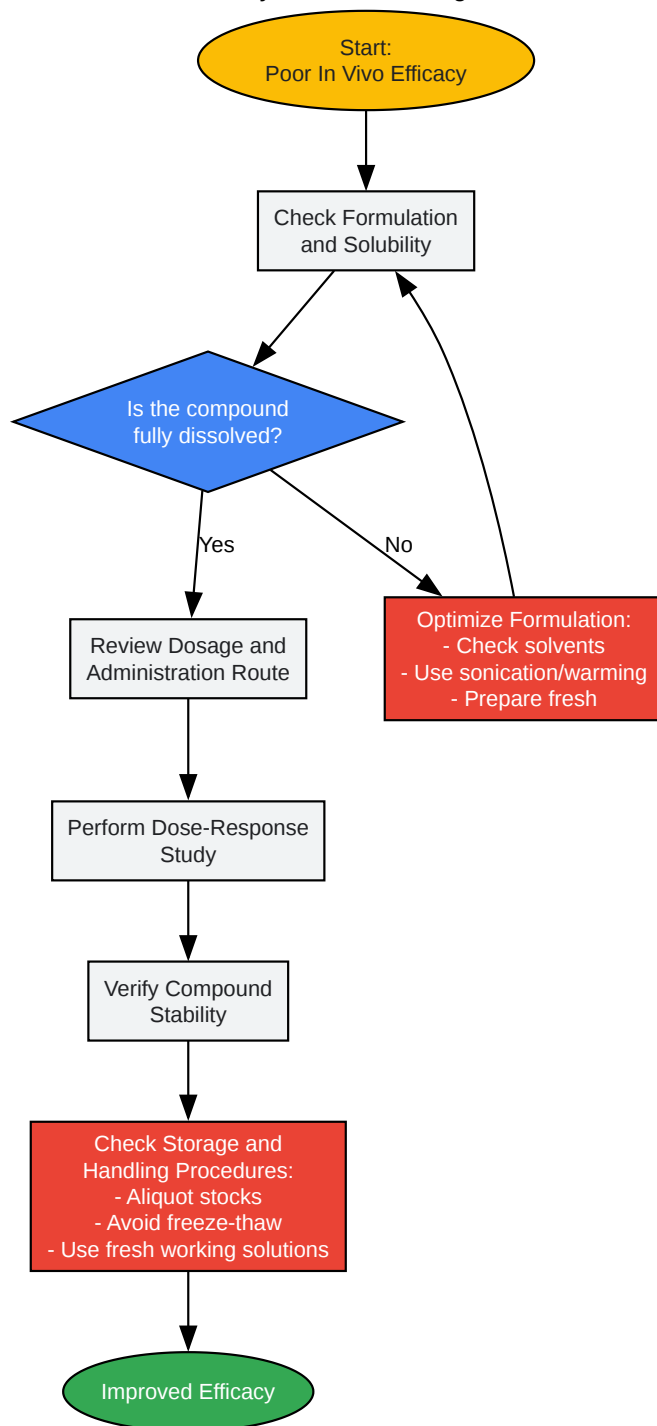 Start:
Poor In Vivo Efficacy
Check Formulation
and Solubility
Is the compound
fully dissolved?
Yes
No
Optimize Formulation:
- Check solvents
- Use sonication/warming
- Prepare fresh
Review Dosage and
Administration Route
Perform Dose-Response
Study
Verify Compound
Stability
Check Storage and
Handling Procedures:
- Aliquot stocks
- Avoid freeze-thaw
- Use fresh working solutions
Improved Efficacy